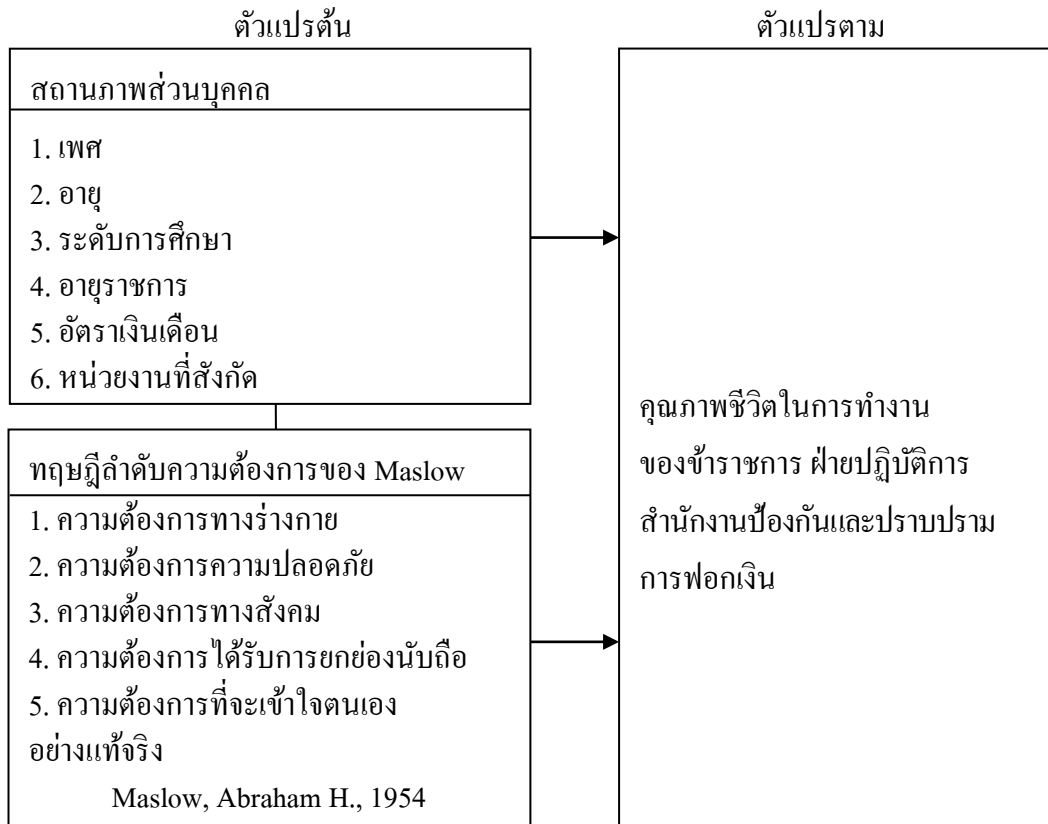 ตัวแปรต้น
ตัวแปรตาม
สถานภาพส่วนบุคคล
1. เพศ
2. อายุ
3. ระดับการศึกษา
4. อายุราชการ
5. อัตราเงินเดือน
6. หน่วยงานที่สังกัด
ทฤษฎีลำดับความต้องการของ Maslow
1. ความต้องการทางร่างกาย
2. ความต้องการความปลอดภัย
3. ความต้องการทางสังคม
4. ความต้องการได้รับการยกย่องนับถือ
5. ความต้องการที่จะเข้าใจตนเอง
อย่างแท้จริง
Maslow, Abraham H., 1954
คุณภาพชีวิตในการทำงาน
ของข้าราชการ ฝ่ายปฏิบัติการ
สำนักงานป้องกันและปราบปราม
การฟอกเงิน